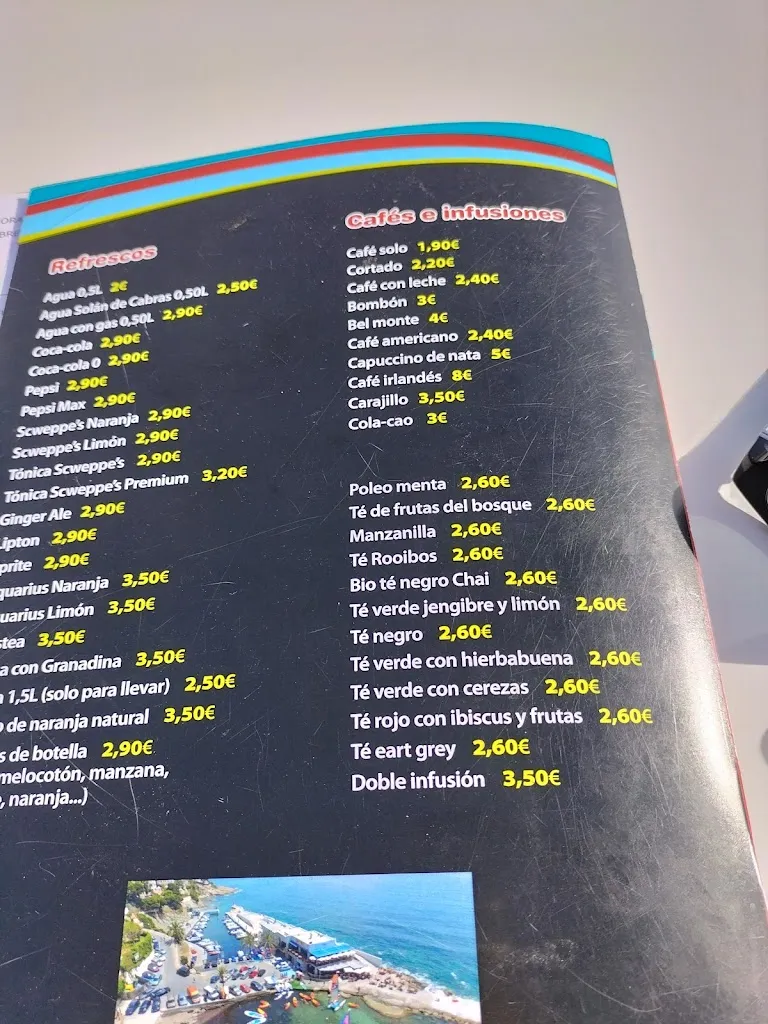 Refrescos
Agua 0,5L 2€
Agua Solán de Cabras 0,50L 2,50€
Agua con gas 0,50L 2,90€
Coca-cola 2,90€
Coca-cola 0 2,90€
Pepsi 2,90€
Pepsi Max 2,90€
Scweppe's Naranja 2,90€
Scweppe's Limón 2,90€
Tónica Scweppe's 2,90€
Tónica Scweppe's Premium 3,20€
Ginger Ale 2,90€
Lipton 2,90€
prite 2,90€
quarius Naranja 3,50€
uarius Limón 3,50€
stea 3,50€
a con Granadina 3,50€
1,5L (solo para llevar) 2,50€
o de naranja natural 3,50€
s de botella 2,90€
melocotón, manzana,
, naranja...)
Cafés e infusiones
Café solo 1,90€
Cortado 2,20€
Café con leche 2,40€
Bombón 3€
Bel monte 4€
Café americano 2,40€
Capuccino de nata 5€
Café irlandés 8€
Carajillo 3,50€
Cola-cao 3€
Poleo menta 2,60€
Té de frutas del bosque 2,60€
Manzanilla 2,60€
Té Rooibos 2,60€
Bio té negro Chai 2,60€
Té verde jengibre y limón 2,60€
Té negro 2,60€
Té verde con hierbabuena 2,60€
Té verde con cerezas 2,60€
Té rojo con ibiscus y frutas 2,60€
Té eart grey 2,60€
Doble infusión 3,50€